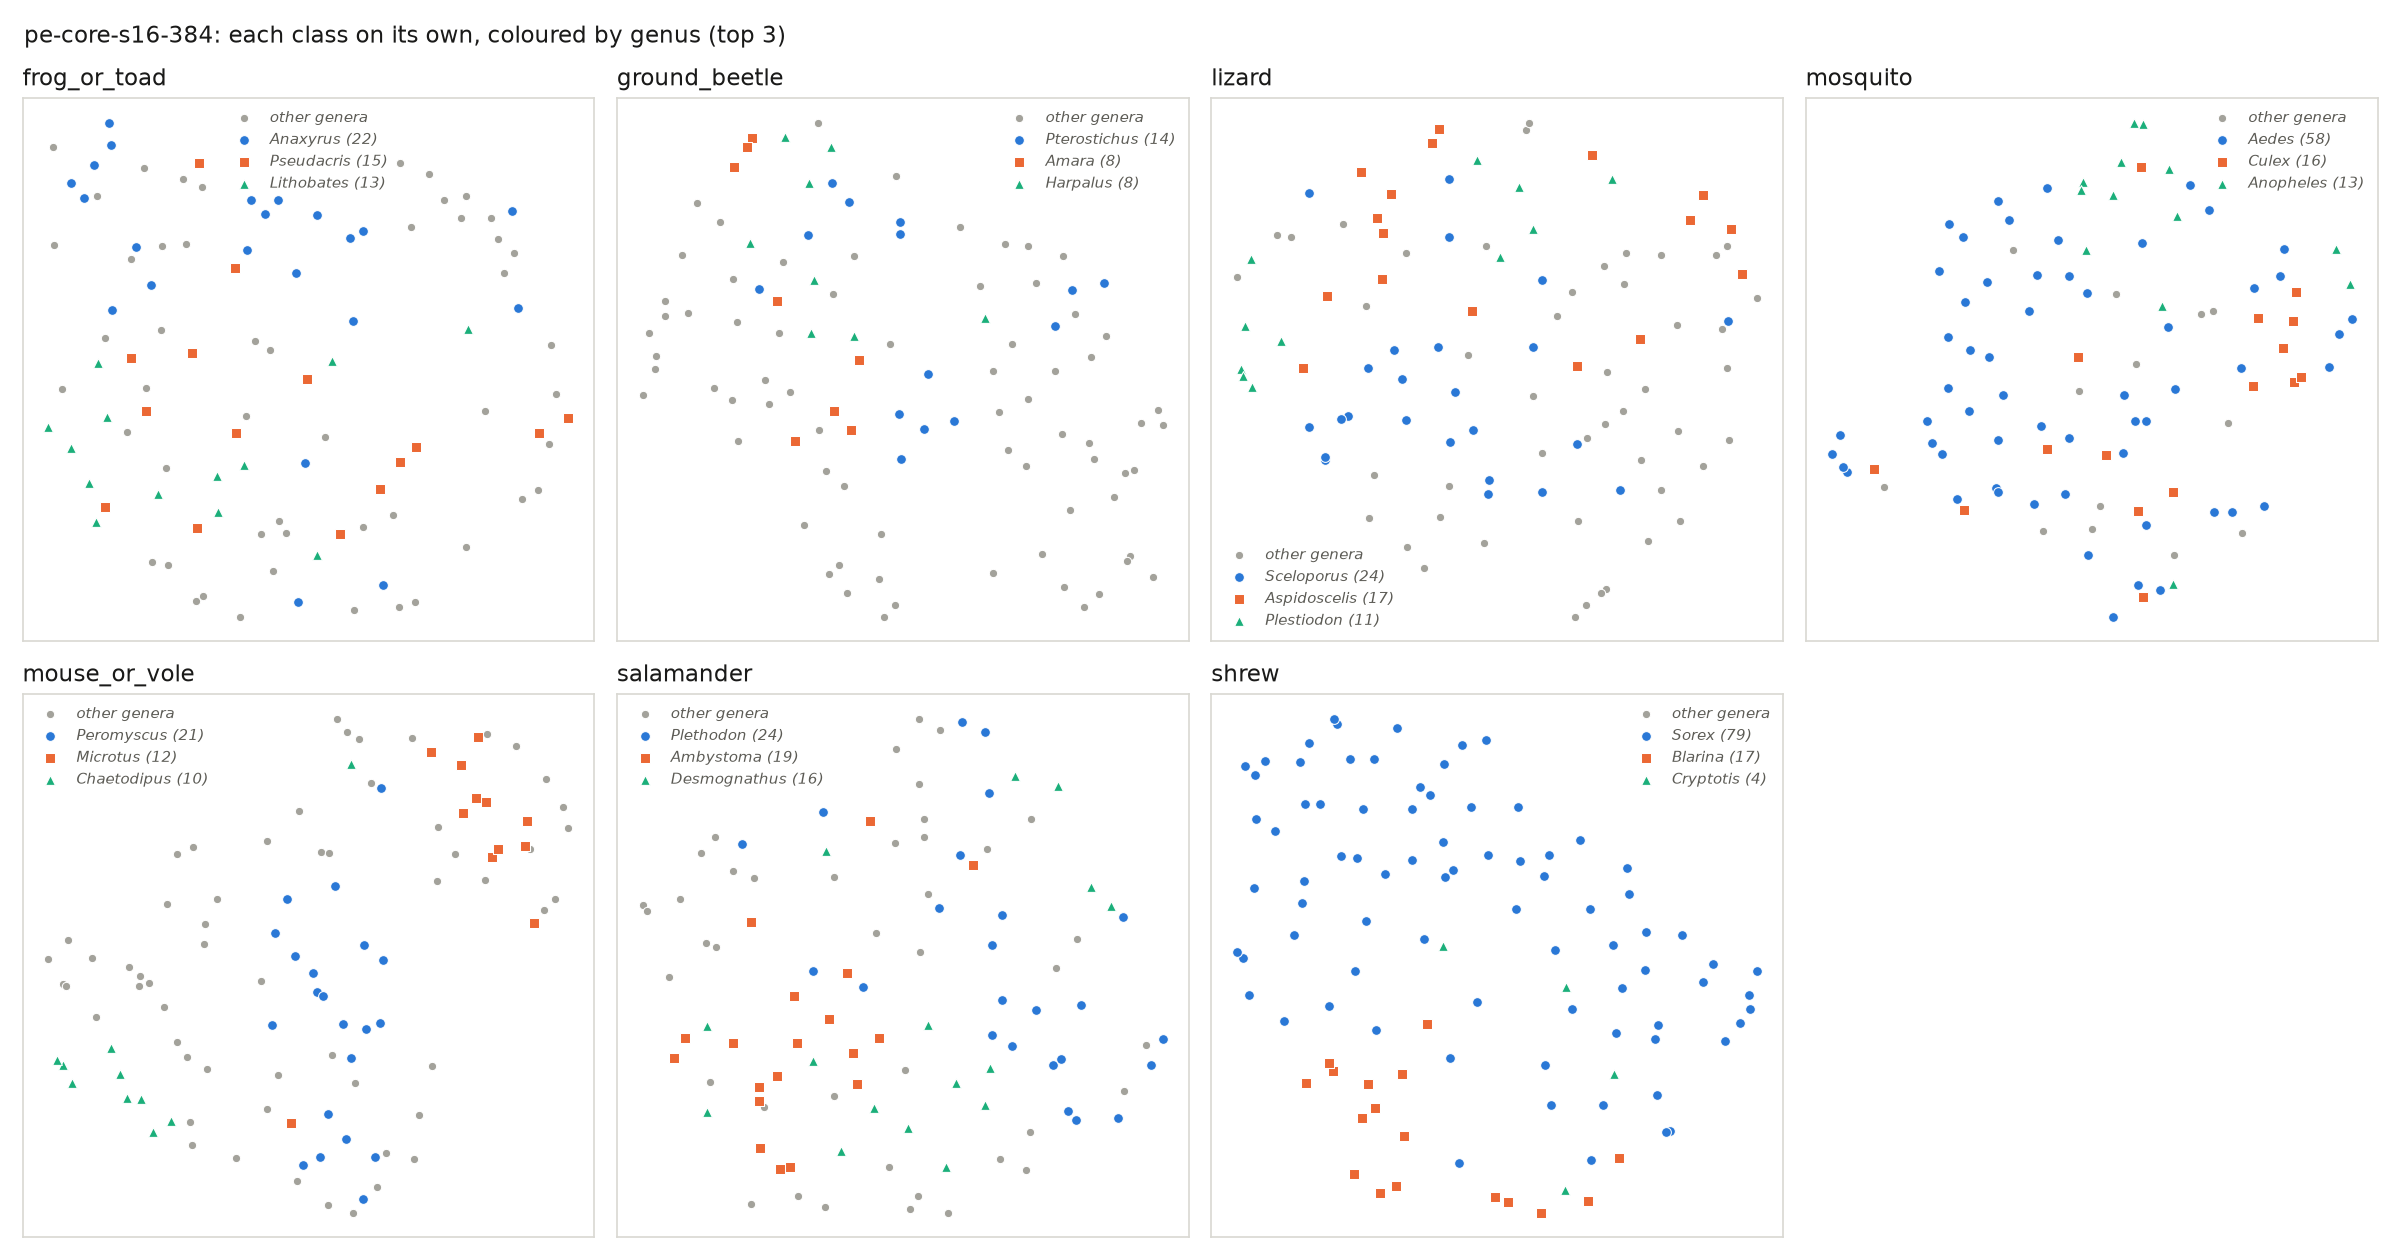 pe-core-s16-384: each class on its own, coloured by genus (top 3)
frog_or_toad
other genera
Anaxyrus (22)
Pseudacris (15)
Lithobates (13)
ground_beetle
other genera
Pterostichus (14)
Amara (8)
Harpalus (8)
lizard
other genera
Sceloporus (24)
Aspidoscelis (17)
Plestiodon (11)
mosquito
other genera
Aedes (58)
Culex (16)
Anopheles (13)
mouse_or_vole
other genera
Peromyscus (21)
Microtus (12)
Chaetodipus (10)
salamander
other genera
Plethodon (24)
Ambystoma (19)
Desmognathus (16)
shrew
other genera
Sorex (79)
Blarina (17)
Cryptotis (4)